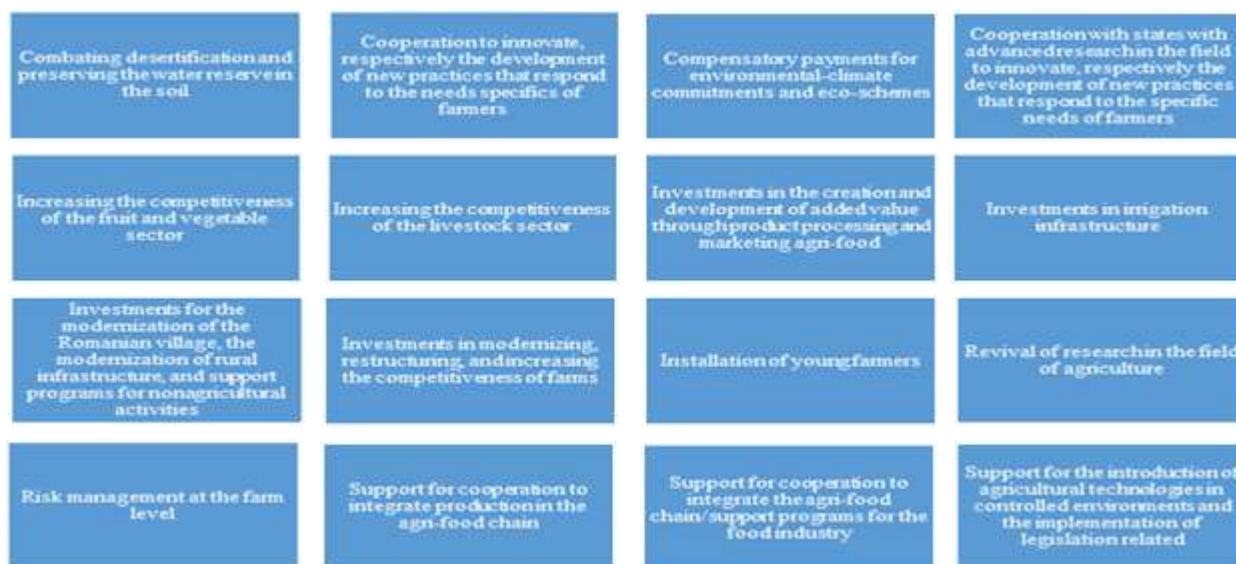 Combating desertification and
preserving the water reserve in
the soil
Cooperation to innovate,
respectively the development
of new practices that respond
to the needs specifics of
farmers
Compensatory payments for
environmental-climate
commitments and eco-schemes
Cooperation with states with
advanced research in the field
to innovate, respectively the
development of new practices
that respond to the specific
needs of farmers
Increasing the competitiveness
of the fruit and vegetable
sector
Increasing the competitiveness
of the livestock sector
Investments in the creation and
development of added value
through product processing and
marketing agri-food
Investments in irrigation
infrastructure
Investments for the
modernization of the
Romanian village, the
modernization of rural
infrastructure, and support
programs for nonagricultural
activities
Investments in modernizing,
restructuring, and increasing
the competitiveness of farms
Installation of young farmers
Revival of research in the field
of agriculture
Risk management at the farm
level
Support for cooperation to
integrate production in the
agri-food chain
Support for cooperation to
integrate the agri-food
chain/support programs for the
food industry
Support for the introduction of
agricultural technologies in
controlled environments and
the implementation of
legislation related